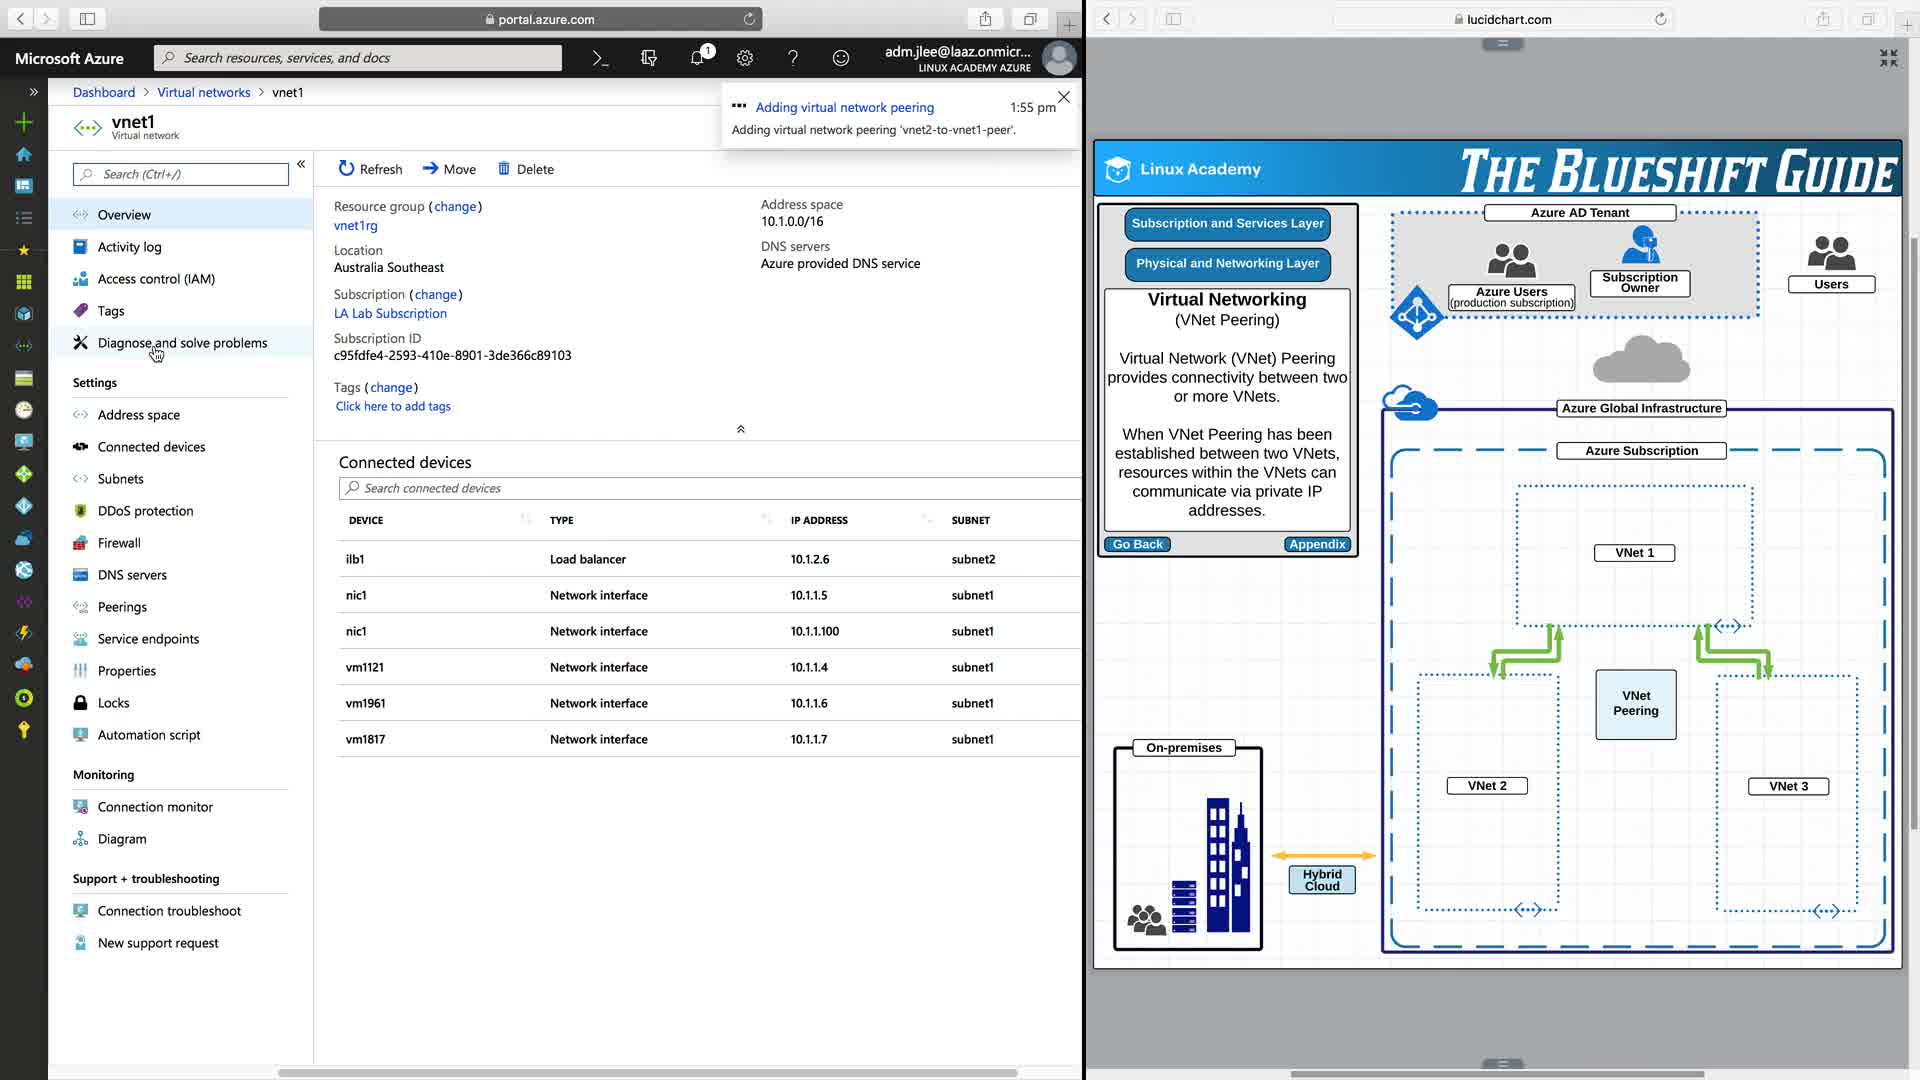 portal.azure.com
Microsoft Azure
Search resources, services, and docs
1
adm.jlee@laaz.onmicr...
LINUX ACADEMY AZURE
Dashboard > Virtual networks > vnet1
vnet1
Virtual network
Adding virtual network peering 1:55 pm
Adding virtual network peering 'vnet2-to-vnet1-peer'.
Search (Ctrl+/)
Overview
Activity log
Access control (IAM)
Tags
Diagnose and solve problems
Settings
Address space
Connected devices
Subnets
DDoS protection
Firewall
DNS servers
Peerings
Service endpoints
Properties
Locks
Automation script
Monitoring
Connection monitor
Diagram
Support + troubleshooting
Connection troubleshoot
New support request
Refresh Move Delete
Resource group (change)
vnet1rg
Location
Australia Southeast
Subscription (change)
LA Lab Subscription
Subscription ID
c95fdfe4-2593-410e-8901-3de366c89103
Tags (change)
Click here to add tags
Address space
10.1.0.0/16
DNS servers
Azure provided DNS service
Connected devices
Search connected devices
DEVICE TYPE IP ADDRESS SUBNET
ilb1 Load balancer 10.1.2.6 subnet2
nic1 Network interface 10.1.1.5 subnet1
nic1 Network interface 10.1.1.100 subnet1
vm1121 Network interface 10.1.1.4 subnet1
vm1961 Network interface 10.1.1.6 subnet1
vm1817 Network interface 10.1.1.7 subnet1
lucidchart.com
Linux Academy
THE BLUESHIFT GUIDE
Subscription and Services Layer
Physical and Networking Layer
Virtual Networking
(VNet Peering)
Virtual Network (VNet) Peering
provides connectivity between two
or more VNets.
When VNet Peering has been
established between two VNets,
resources within the VNets can
communicate via private IP
addresses.
Go Back Appendix
Azure AD Tenant
Azure Users
(production subscription)
Subscription
Owner
Users
Azure Global Infrastructure
Azure Subscription
VNet 1
VNet
Peering
VNet 2
VNet 3
On-premises
Hybrid
Cloud